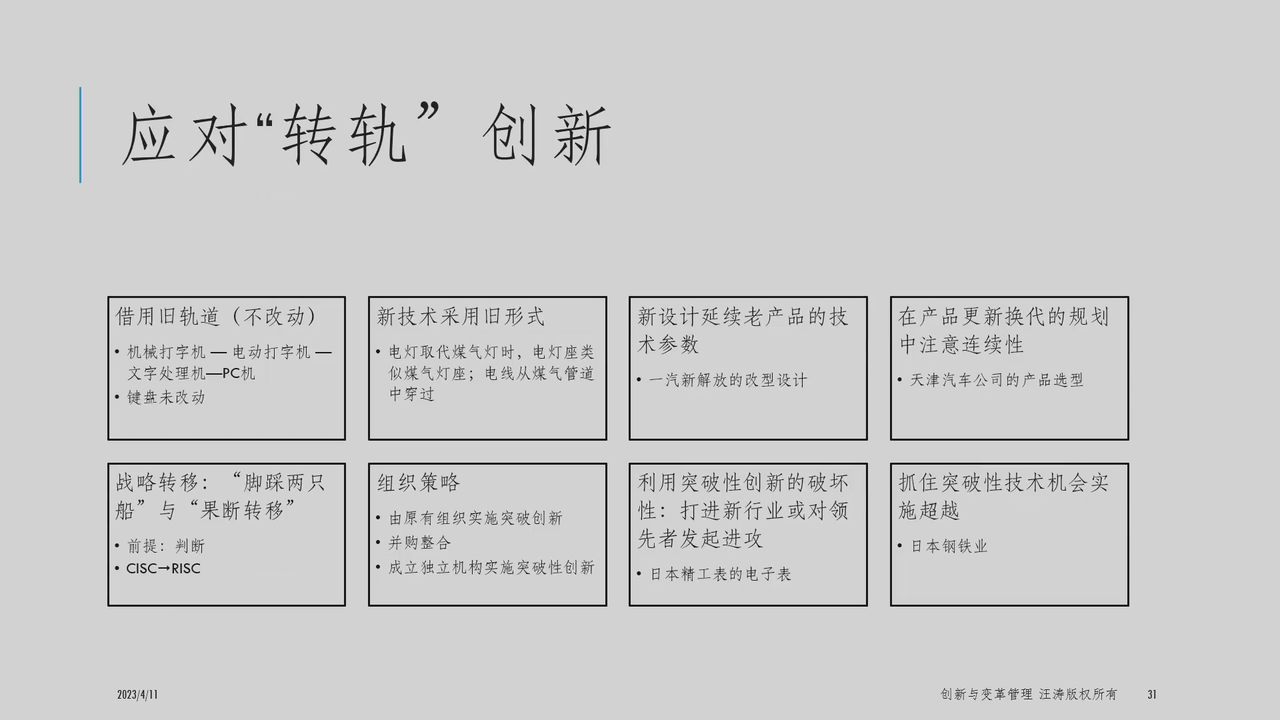 应对“转轨”创新
借用旧轨道（不改动）
• 机械打字机 — 电动打字机 —
文字处理机—PC机
• 键盘未改动
新技术采用旧形式
• 电灯取代煤气灯时，电灯座类
似煤气灯座；电线从煤气管道
中穿过
新设计延续老产品的技
术参数
• 一汽新解放的改型设计
在产品更新换代的规划
中注意连续性
• 天津汽车公司的产品选型
战略转移：“脚踩两只
船”与“果断转移”
• 前提：判断
• CISC→RISC
组织策略
• 由原有组织实施突破创新
• 并购整合
• 成立独立机构实施突破性创新
利用突破性创新的破坏
性：打进新行业或对领
先者发起进攻
• 日本精工表的电子表
抓住突破性技术机会实
施超越
• 日本钢铁业
2023/4/11
创新与变革管理 汪涛版权所有
31